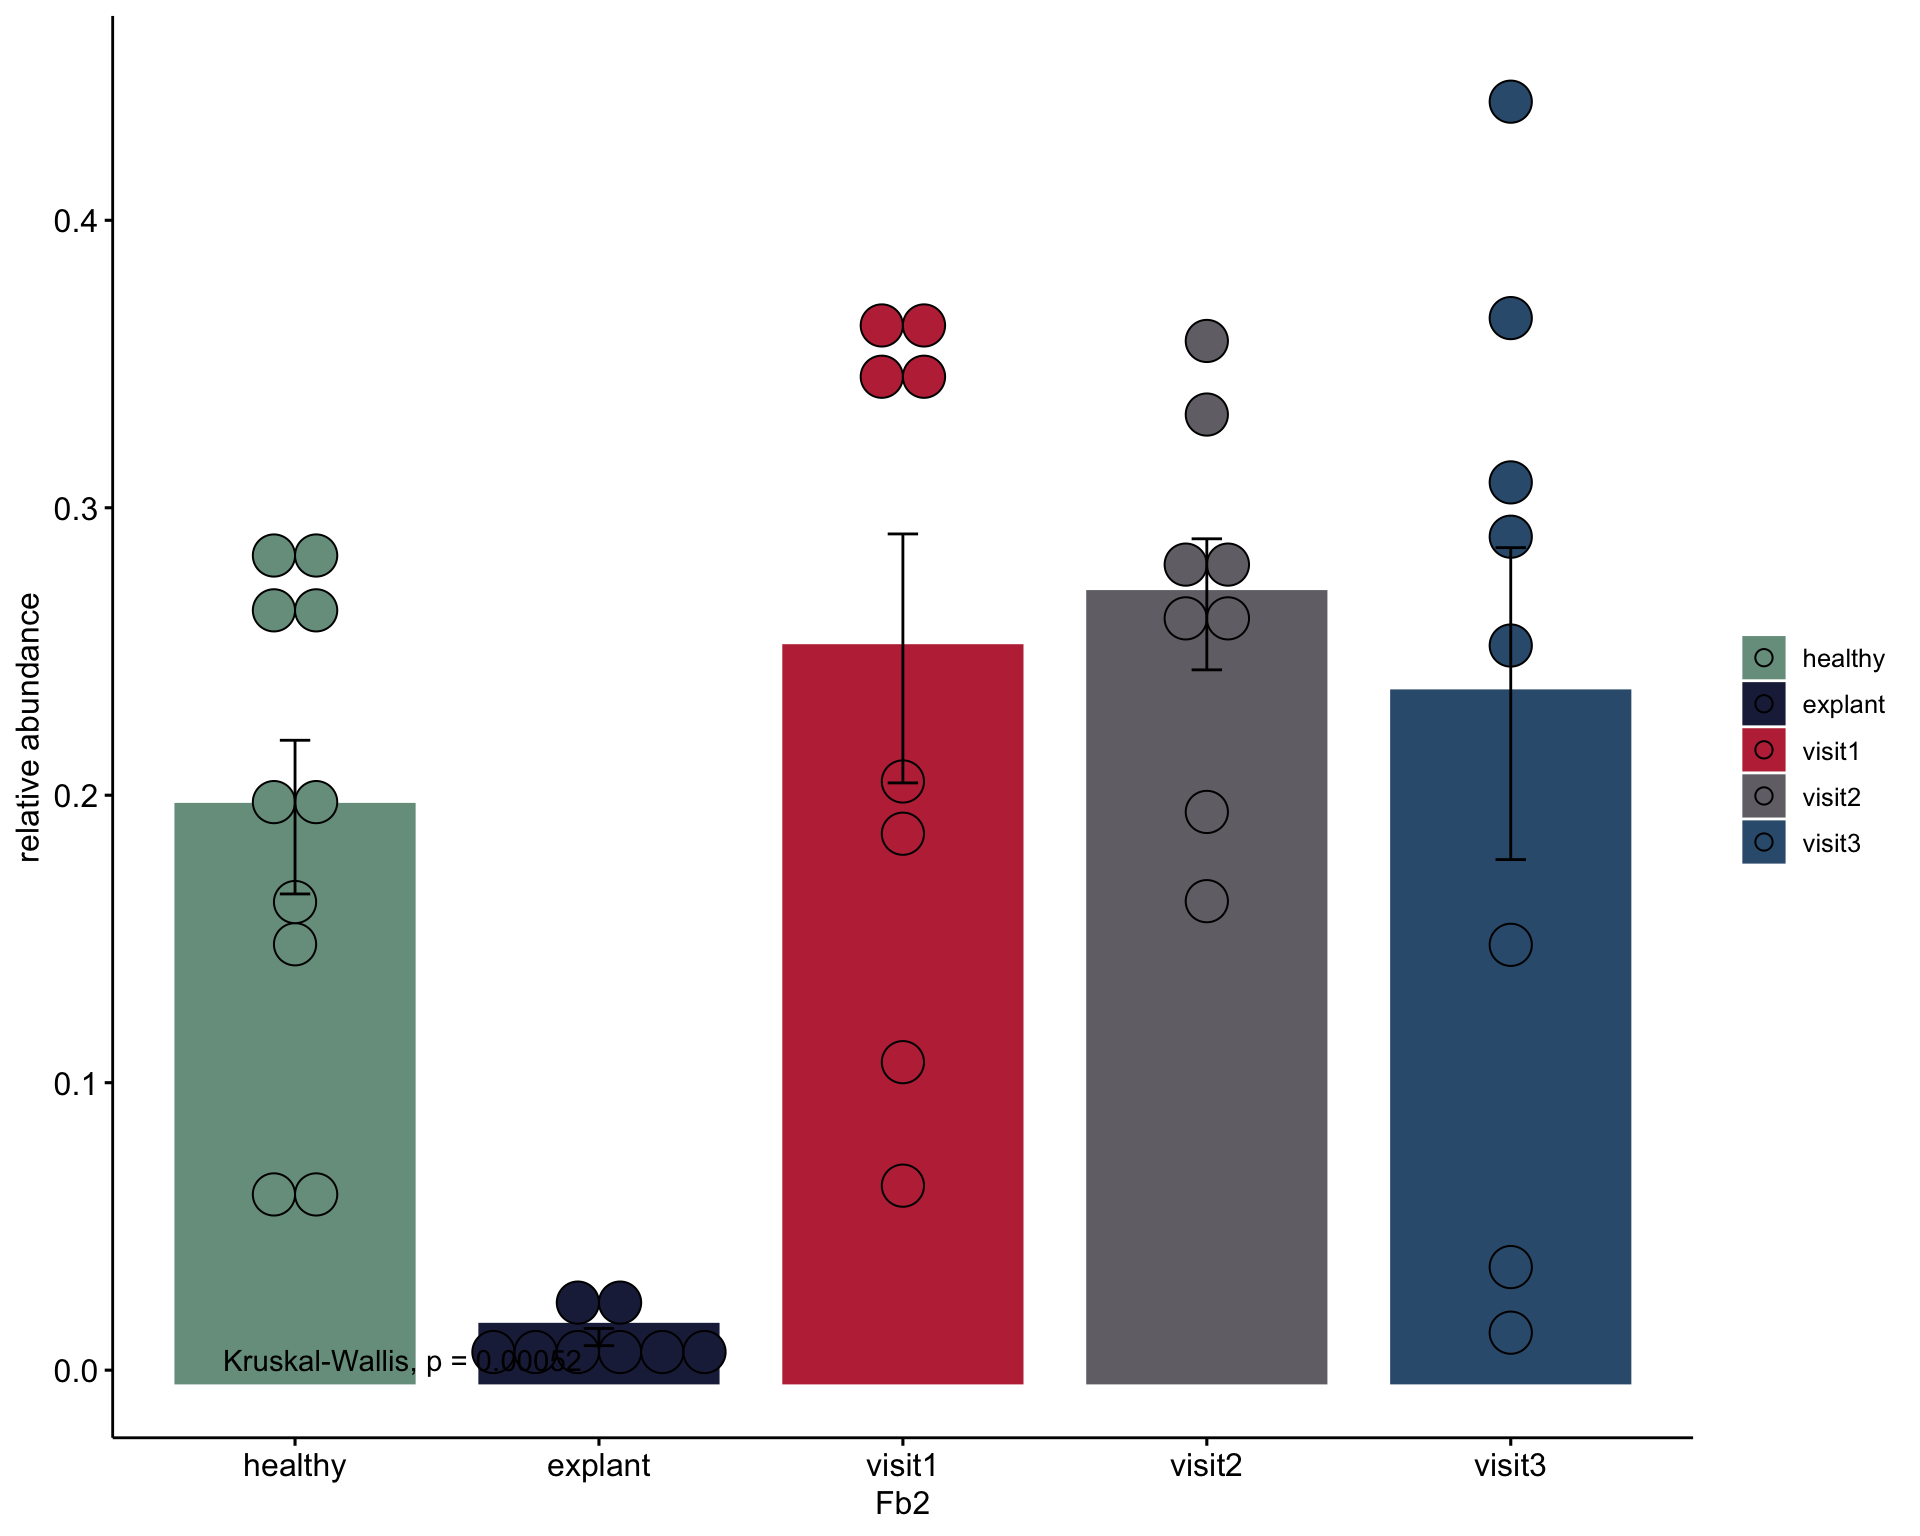 relative abundance
0.4
0.3
0.2
0.1
0.0
Kruskal-Wallis, p = 0.00052
healthy
explant
visit1
visit2
visit3
Fb2
healthy
explant
visit1
visit2
visit3